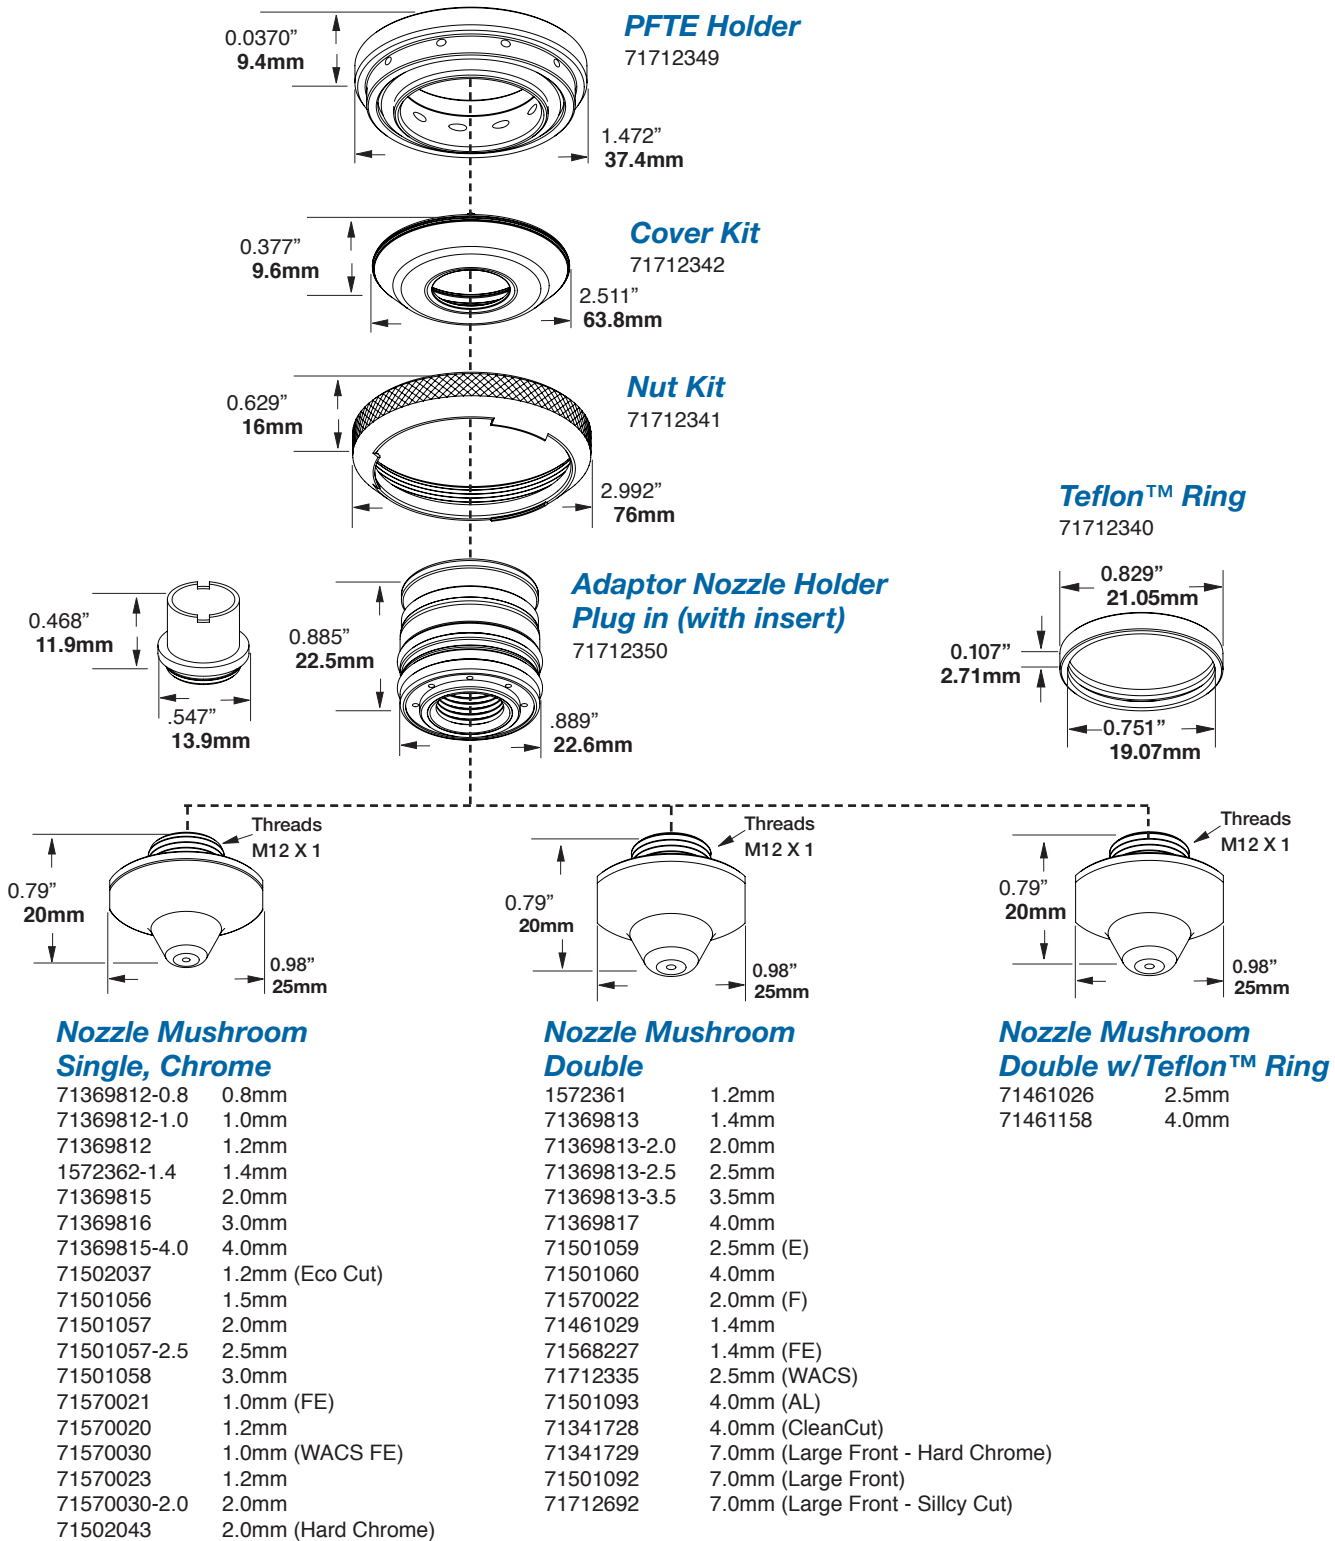 PFTE Holder
71712349
0.0370”
9.4mm
1.472”
37.4mm
Cover Kit
71712342
0.377”
9.6mm
2.511”
63.8mm
Nut Kit
71712341
0.629”
16mm
2.992”
76mm
Teflon™ Ring
71712340
0.829”
21.05mm
0.107”
2.71mm
0.751”
19.07mm
Adaptor Nozzle Holder
Plug in (with insert)
71712350
0.468”
11.9mm
.547”
13.9mm
0.885”
22.5mm
.889”
22.6mm
Threads
M12 X 1
0.79”
20mm
0.98”
25mm
Threads
M12 X 1
0.79”
20mm
0.98”
25mm
Threads
M12 X 1
0.79”
20mm
0.98”
25mm
Nozzle Mushroom
Single, Chrome
71369812-0.8 0.8mm
71369812-1.0 1.0mm
71369812 1.2mm
1572362-1.4 1.4mm
71369815 2.0mm
71369816 3.0mm
71369815-4.0 4.0mm
71502037 1.2mm (Eco Cut)
71501056 1.5mm
71501057 2.0mm
71501057-2.5 2.5mm
71501058 3.0mm
71570021 1.0mm (FE)
71570020 1.2mm
71570030 1.0mm (WACS FE)
71570023 1.2mm
71570030-2.0 2.0mm
71502043 2.0mm (Hard Chrome)
Nozzle Mushroom
Double
1572361 1.2mm
71369813 1.4mm
71369813-2.0 2.0mm
71369813-2.5 2.5mm
71369813-3.5 3.5mm
71369817 4.0mm
71501059 2.5mm (E)
71501060 4.0mm
71570022 2.0mm (F)
71461029 1.4mm
71568227 1.4mm (FE)
71712335 2.5mm (WACS)
71501093 4.0mm (AL)
71341728 4.0mm (CleanCut)
71341729 7.0mm (Large Front - Hard Chrome)
71501092 7.0mm (Large Front)
71712692 7.0mm (Large Front - Sillcy Cut)
Nozzle Mushroom
Double w/Teflon™ Ring
71461026 2.5mm
71461158 4.0mm